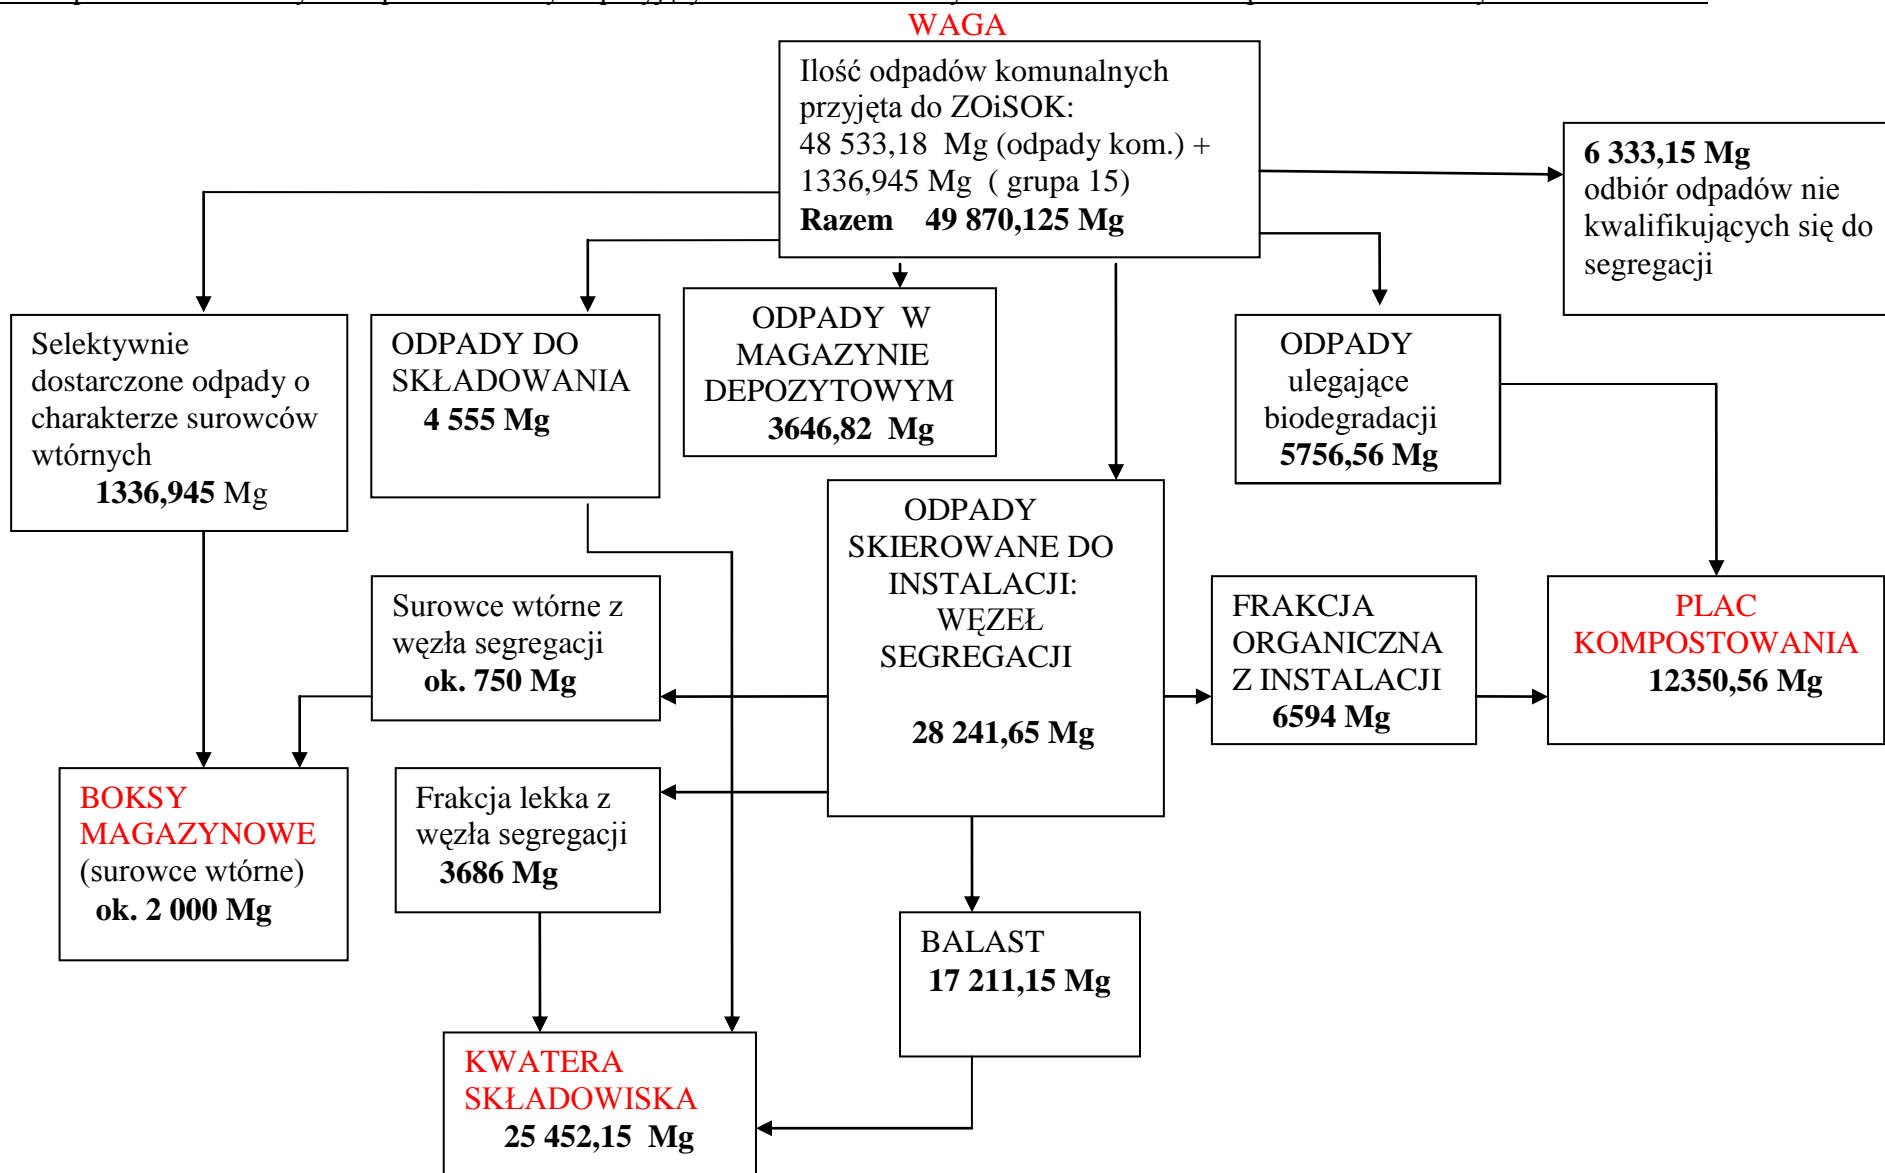 WAGA
Ilość odpadów komunalnych
przyjęta do ZOiSOK:
48 533,18 Mg (odpady kom.) +
1336,945 Mg ( grupa 15)
Razem 49 870,125 Mg
6 333,15 Mg
odbiór odpadów nie
kwalifikujących się do
segregacji
Selektywnie
dostarczone odpady o
charakterze surowców
wtórnych
1336,945 Mg
ODPADY DO
SKŁADOWANIA
4 555 Mg
ODPADY W
MAGAZYNIE
DEPOZYTOWYM
3646,82 Mg
ODPADY
ulegające
biodegradacji
5756,56 Mg
ODPADY
SKIEROWANE DO
INSTALACJI:
WĘZEŁ
SEGREGACJI
28 241,65 Mg
Surowce wtórne z
węzła segregacji
ok. 750 Mg
FRAKCJA
ORGANICZNA
Z INSTALACJI
6594 Mg
PLAC
KOMPOSTOWANIA
12350,56 Mg
BOKSY
MAGAZYNOWE
(surowce wtórne)
ok. 2 000 Mg
Frakcja lekka z
węzła segregacji
3686 Mg
BALAST
17 211,15 Mg
KWATERA
SKŁADOWISKA
25 452,15 Mg